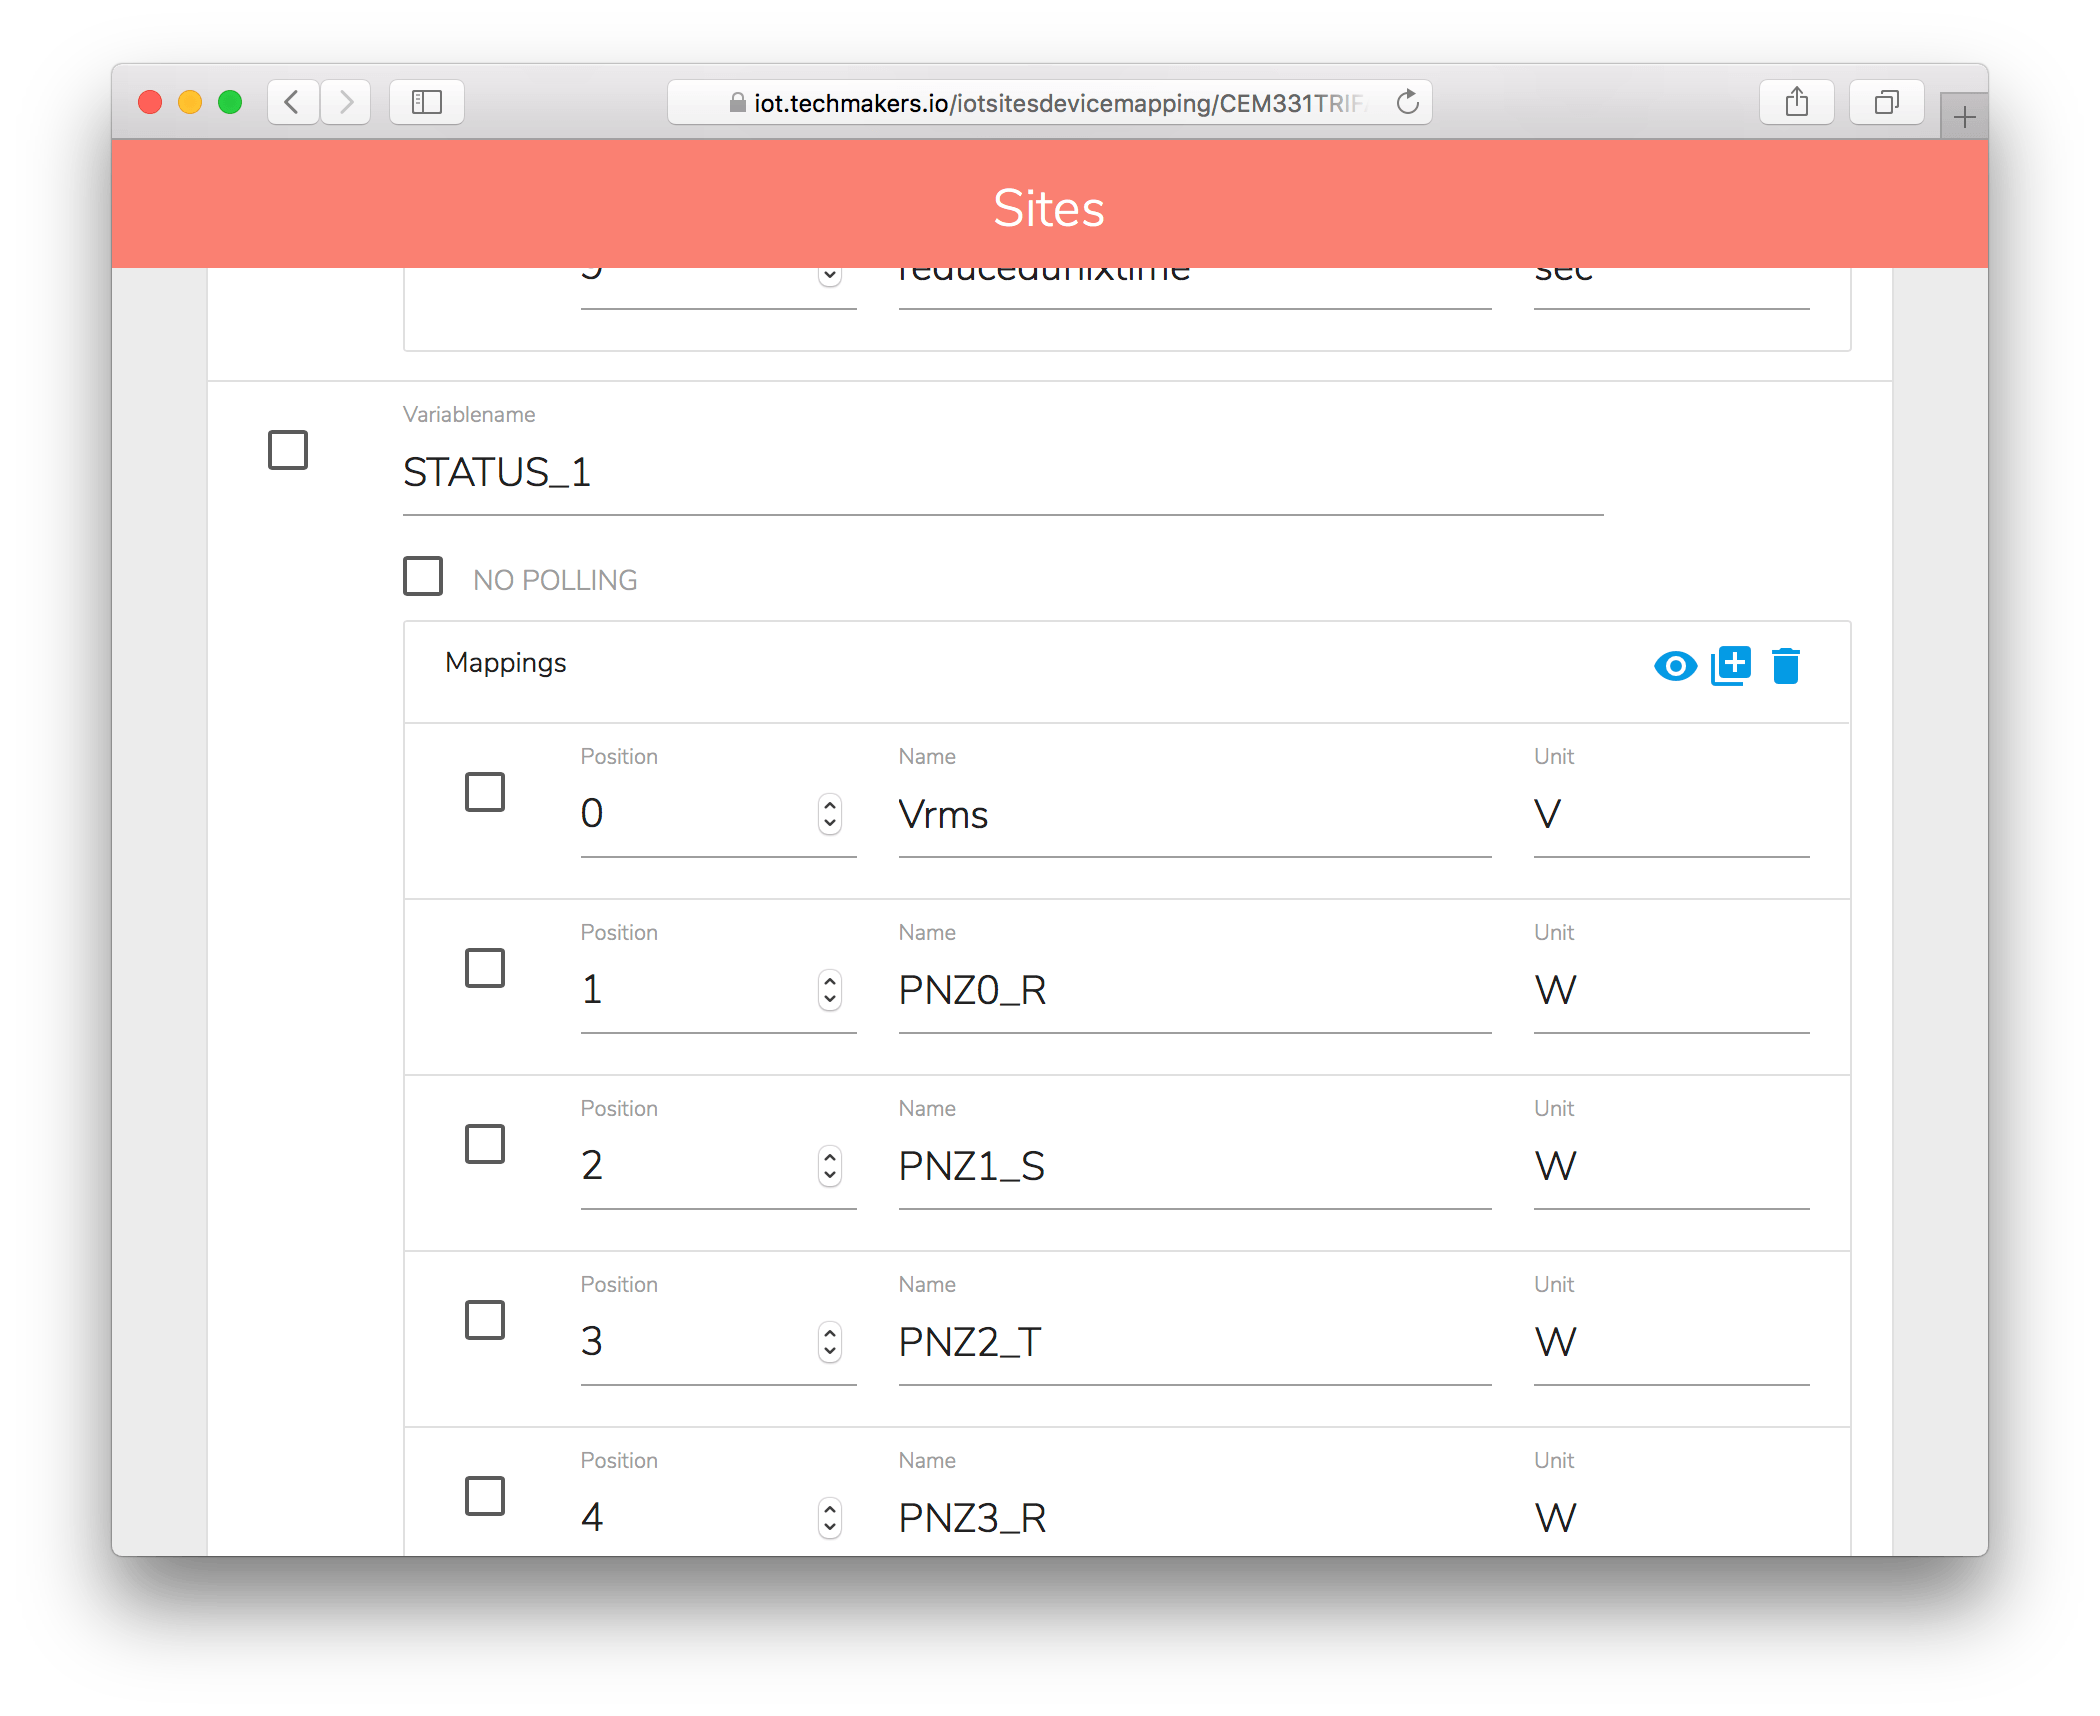 iot.techmakers.io/iotsitesdevicemapping/CEM331TRIF
Sites
reducedunixtime sec
Variablename
STATUS_1
NO POLLING
Mappings
Position Name Unit
0 Vrms V
Position Name Unit
1 PNZ0_R W
Position Name Unit
2 PNZ1_S W
Position Name Unit
3 PNZ2_T W
Position Name Unit
4 PNZ3_R W